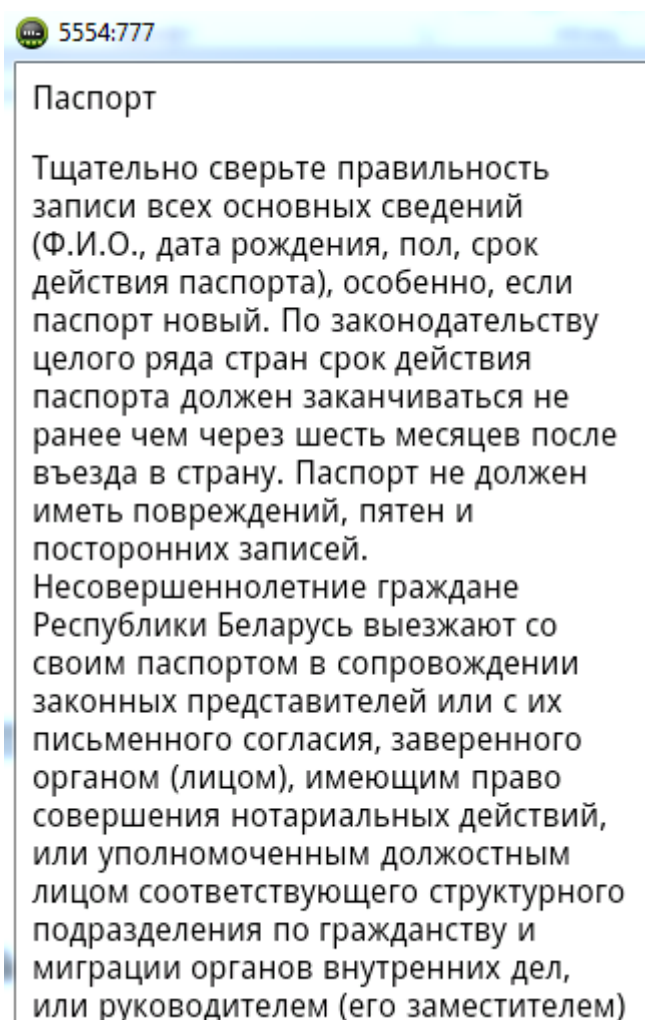 5554:777
Паспорт
Тщательно сверьте правильность
записи всех основных сведений
(Ф.И.О., дата рождения, пол, срок
действия паспорта), особенно, если
паспорт новый. По законодательству
целого ряда стран срок действия
паспорта должен заканчиваться не
ранее чем через шесть месяцев после
въезда в страну. Паспорт не должен
иметь повреждений, пятен и
посторонних записей.
Несовершеннолетние граждане
Республики Беларусь выезжают со
своим паспортом в сопровождении
законных представителей или с их
письменного согласия, заверенного
органом (лицом), имеющим право
совершения нотариальных действий,
или уполномоченным должостным
лицом соответствующего структурного
подразделения по гражданству и
миграции органов внутренних дел,
или руководителем (его заместителем)